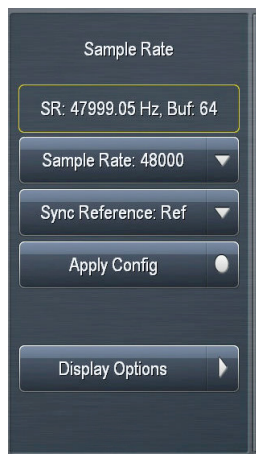 Sample Rate
SR: 47999.05 Hz, Buf: 64
Sample Rate: 48000
Sync Reference: Ref
Apply Config
Display Options